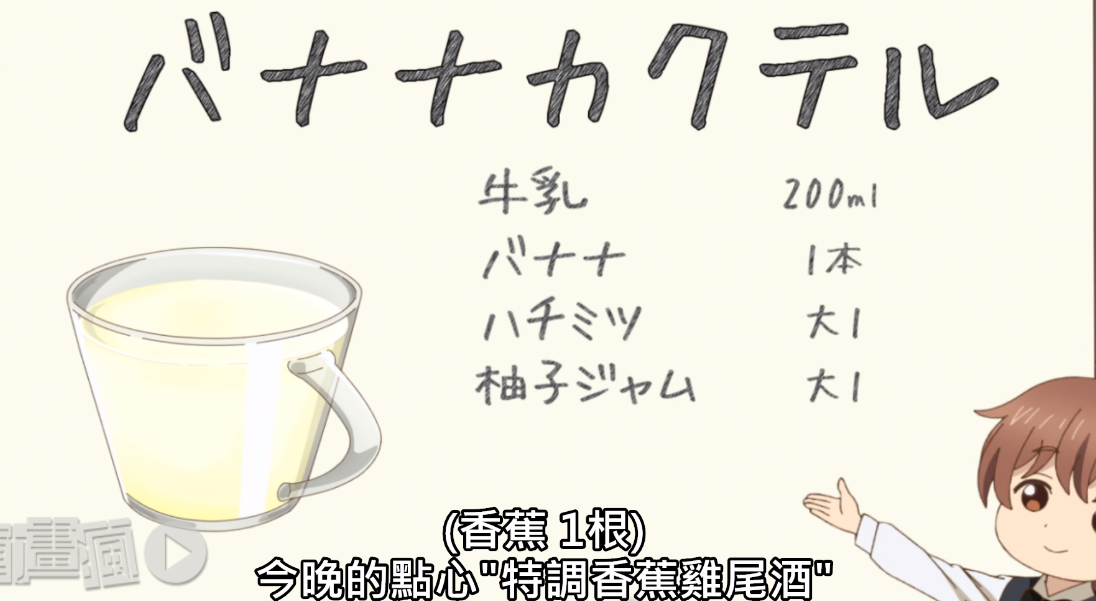 バナナカクテル
牛乳 200ml
バナナ 1本
ハチミツ 大1
柚子ジャム 大1
(香蕉 1根)
動畫瘋
今晚的點心"特調香蕉雞尾酒"